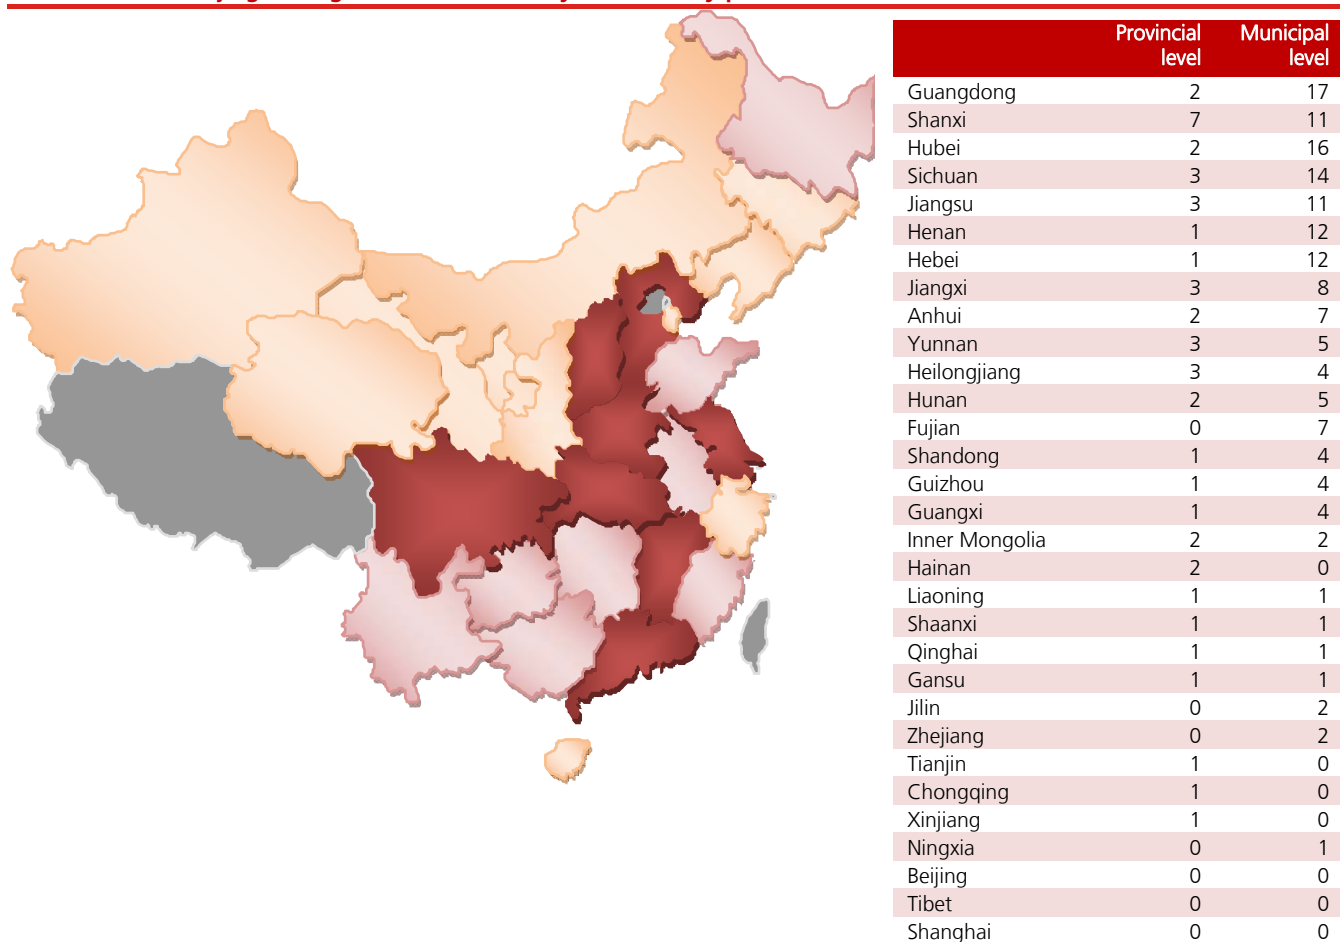 Provincial level Municipal level
Guangdong 2 17
Shanxi 7 11
Hubei 2 16
Sichuan 3 14
Jiangsu 3 11
Henan 1 12
Hebei 1 12
Jiangxi 3 8
Anhui 2 7
Yunnan 3 5
Heilongjiang 3 4
Hunan 2 5
Fujian 0 7
Shandong 1 4
Guizhou 1 4
Guangxi 1 4
Inner Mongolia 2 2
Hainan 2 0
Liaoning 1 1
Shaanxi 1 1
Qinghai 1 1
Gansu 1 1
Jilin 0 2
Zhejiang 0 2
Tianjin 1 0
Chongqing 1 0
Xinjiang 1 0
Ningxia 0 1
Beijing 0 0
Tibet 0 0
Shanghai 0 0